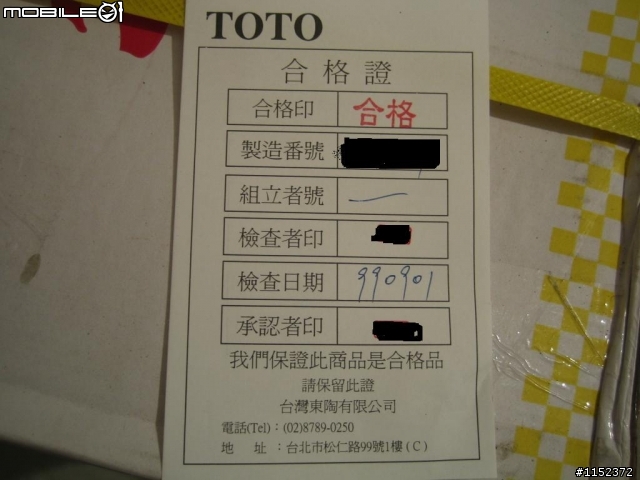 MOBILE01
TOTO
合格證
合格印 合格
製造番號
組立者號
檢查者印
檢查日期 990901
承認者印
我們保證此商品是合格品
請保留此證
台灣東陶有限公司
電話(Tel)：(02)8789-0250
地 址：台北市松仁路99號1樓(C)
#1152372